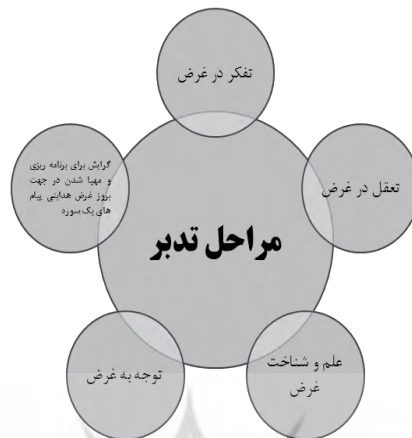 تفکر در غرض
تعقل در غرض
علم و شناخت
غرض
توجه به غرض
گرایش برای برنامه ریزی
و مهیا شدن در جهت
بروز غرض هدایتی پیام
های یک سوره
مراحل تدبر